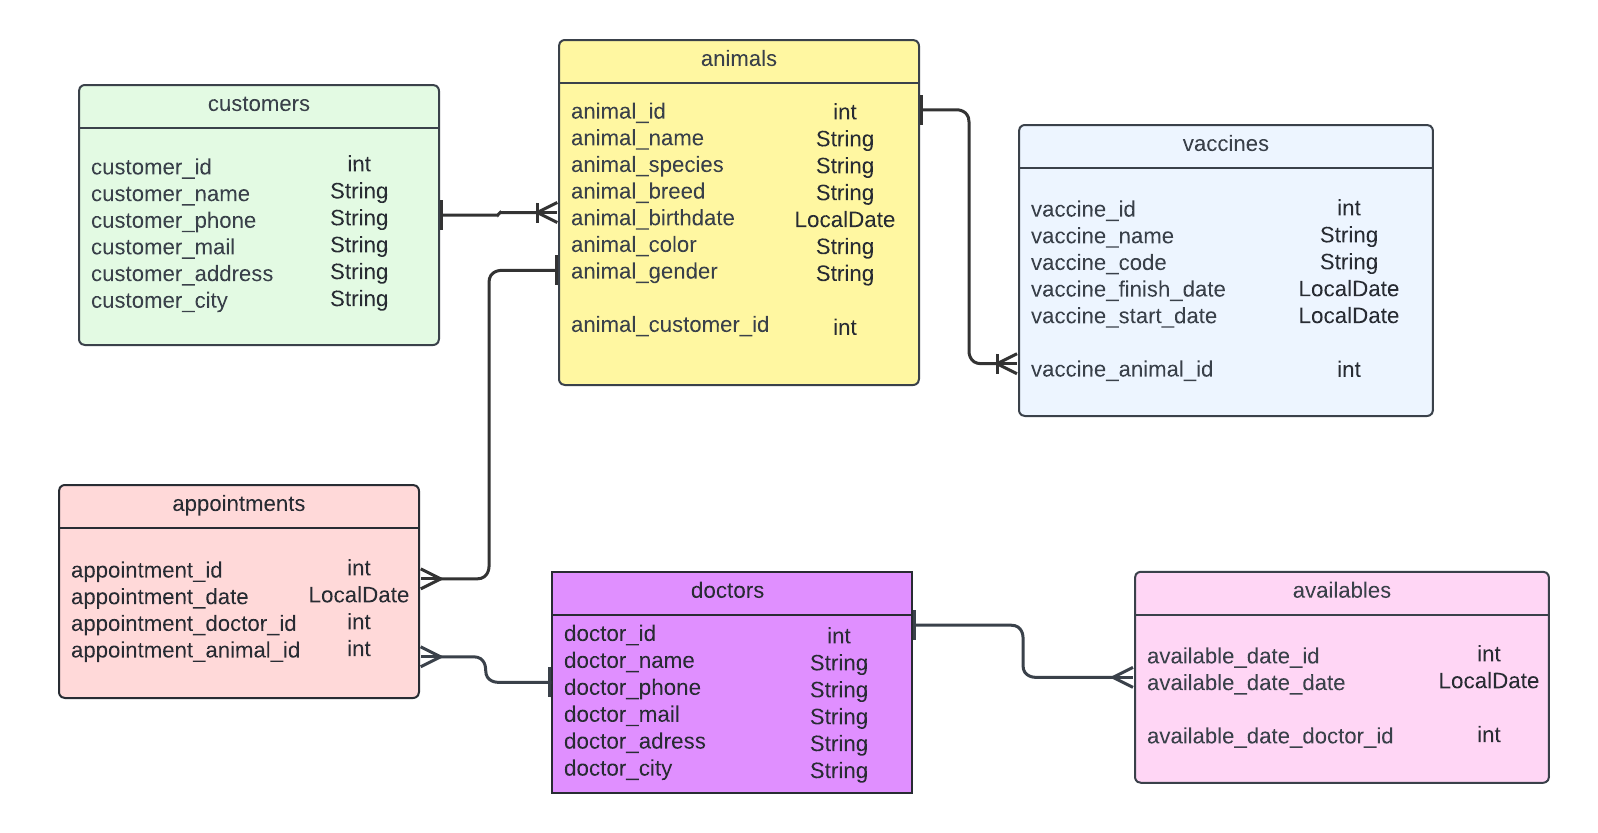 customers
customer_id int
customer_name String
customer_phone String
customer_mail String
customer_address String
customer_city String
animals
animal_id int
animal_name String
animal_species String
animal_breed String
animal_birthdate LocalDate
animal_color String
animal_gender String
animal_customer_id int
vaccines
vaccine_id int
vaccine_name String
vaccine_code String
vaccine_finish_date LocalDate
vaccine_start_date LocalDate
vaccine_animal_id int
appointments
appointment_id int
appointment_date LocalDate
appointment_doctor_id int
appointment_animal_id int
doctors
doctor_id int
doctor_name String
doctor_phone String
doctor_mail String
doctor_adress String
doctor_city String
availables
available_date_id int
available_date_date LocalDate
available_date_doctor_id int